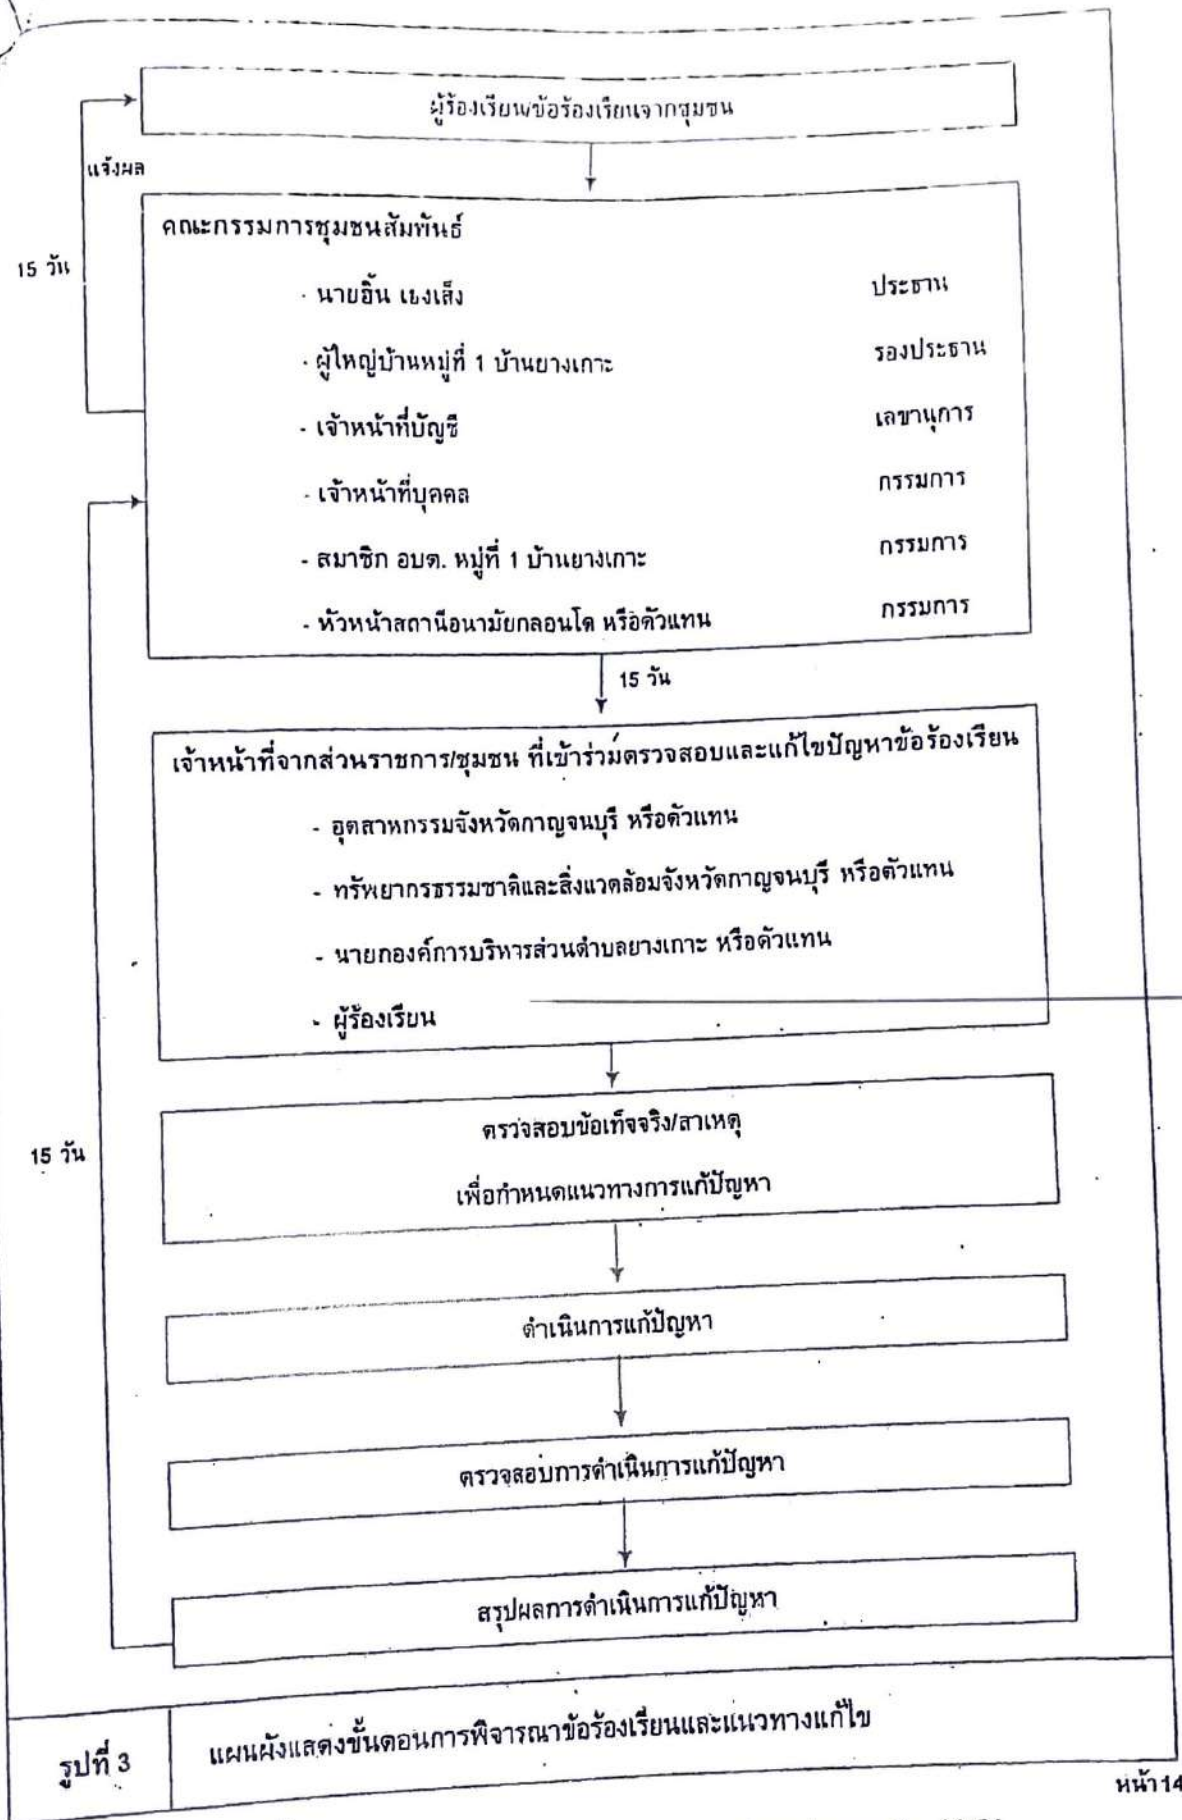 ผู้ร้องเรียน/ข้อร้องเรียนจากชุมชน
แจ้งผล
15 วัน
คณะกรรมการชุมชนสัมพันธ์
- นายอิ้น เฮงเส็ง ประธาน
- ผู้ใหญ่บ้านหมู่ที่ 1 บ้านยางเกาะ รองประธาน
- เจ้าหน้าที่บัญชี เลขานุการ
- เจ้าหน้าที่บุคคล กรรมการ
- สมาชิก อบต. หมู่ที่ 1 บ้านยางเกาะ กรรมการ
- หัวหน้าสถานีอนามัยกลอนโด หรือตัวแทน กรรมการ
15 วัน
เจ้าหน้าที่จากส่วนราชการ/ชุมชน ที่เข้าร่วมตรวจสอบและแก้ไขปัญหาข้อร้องเรียน
- อุตสาหกรรมจังหวัดกาญจนบุรี หรือตัวแทน
- ทรัพยากรธรรมชาติและสิ่งแวดล้อมจังหวัดกาญจนบุรี หรือตัวแทน
- นายกองค์การบริหารส่วนตำบลยางเกาะ หรือตัวแทน
- ผู้ร้องเรียน
15 วัน
ตรวจสอบข้อเท็จจริง/สาเหตุ
เพื่อกำหนดแนวทางการแก้ปัญหา
ดำเนินการแก้ปัญหา
ตรวจสอบการดำเนินการแก้ปัญหา
สรุปผลการดำเนินการแก้ปัญหา
รูปที่ 3 แผนผังแสดงขั้นตอนการพิจารณาข้อร้องเรียนและแนวทางแก้ไข
หน้า14